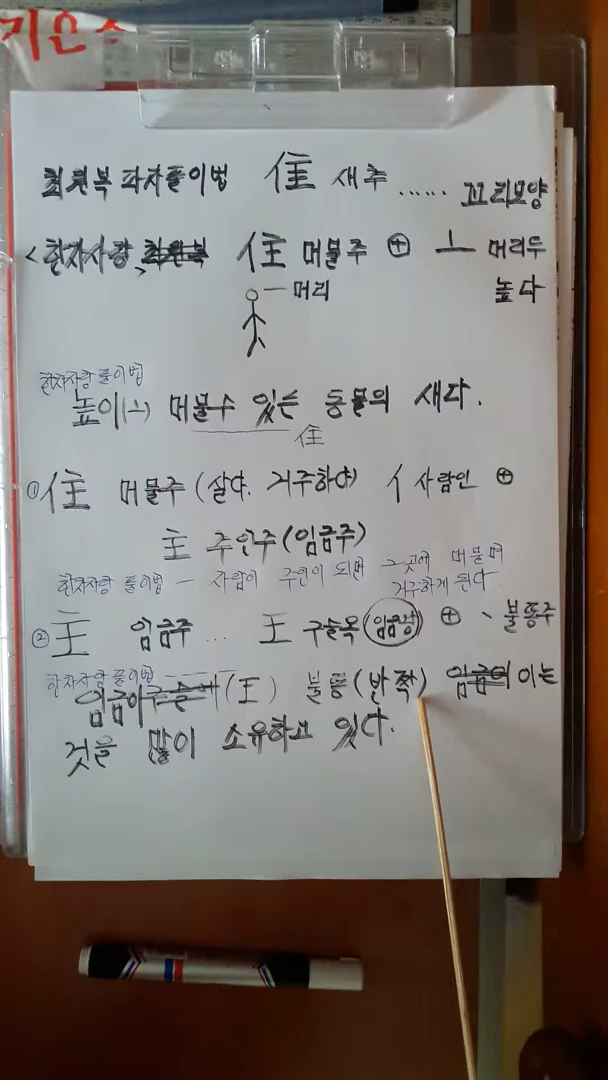 지은수
최원복 파자풀이법 隹 새추 ...... 꼬리모양
<한자사랑> 住 머물주 ⊕ 亠 머리두
머리 높다
한자사랑 풀이법
높이(亠) 머물수 있는 동물의 새다.
住
① 住 머물주 (살다. 거주하다) 亻 사람인 ⊕
主 주인주 (임금주)
한자사랑 풀이법 - 사람이 주인이 되면 그곳에 머물며
거주하게 된다.
② 主 임금주 ... 王 구슬옥 (임금왕) ⊕ 丶 불똥주
한자사랑 풀이법
임금이 (王) 불똥 (반짝) 이는
것을 많이 소유하고 있다.